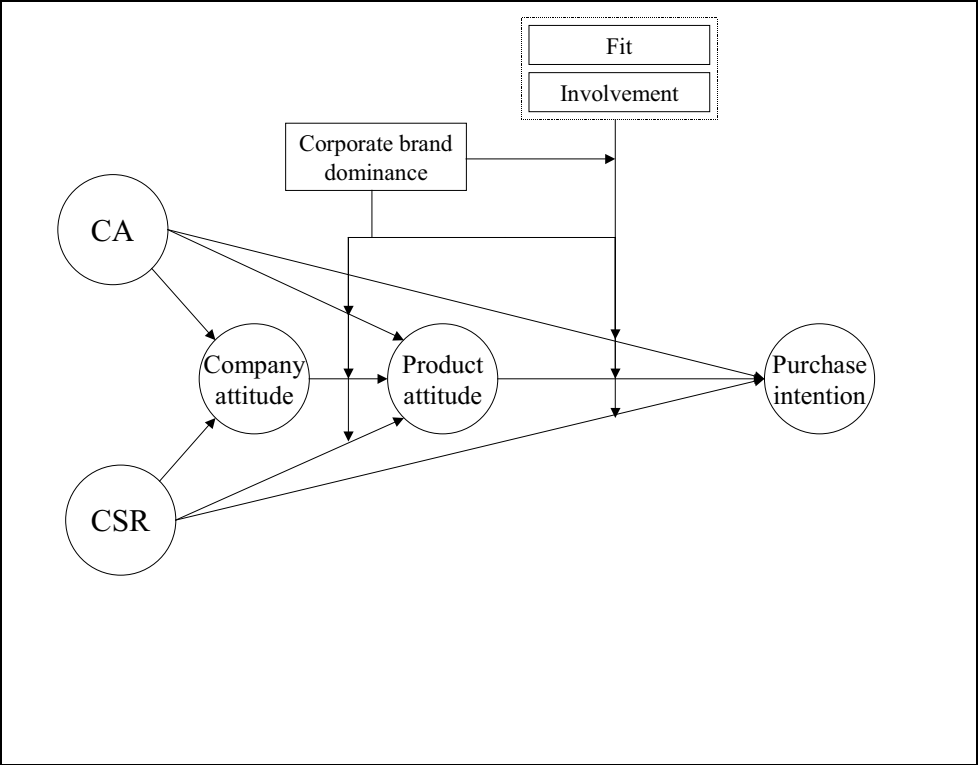 Fit
Involvement
Corporate brand
dominance
CA
Company
attitude
Product
attitude
Purchase
intention
CSR